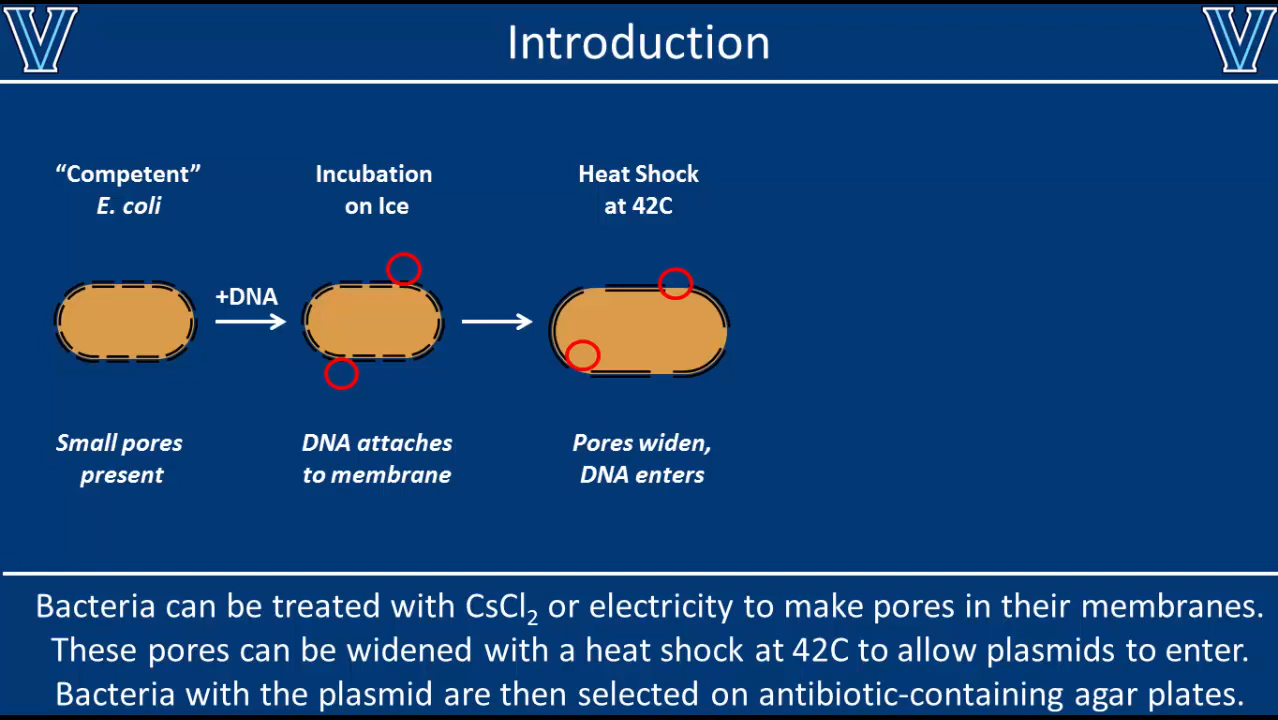 Introduction
“Competent”
E. coli
Incubation
on Ice
Heat Shock
at 42C
+DNA
Small pores
present
DNA attaches
to membrane
Pores widen,
DNA enters
Bacteria can be treated with CsCl₂ or electricity to make pores in their membranes.
These pores can be widened with a heat shock at 42C to allow plasmids to enter.
Bacteria with the plasmid are then selected on antibiotic-containing agar plates.